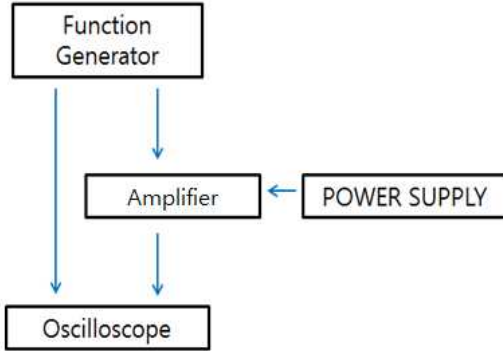 Function
Generator
Amplifier
POWER SUPPLY
Oscilloscope